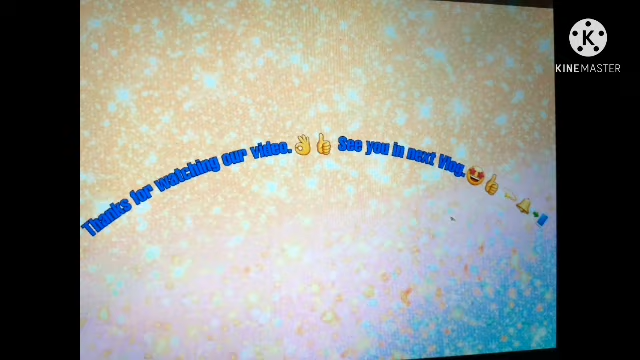 Thanks for watching our video.👌👍 See you in next Vlog.😍👍
KINEMASTER